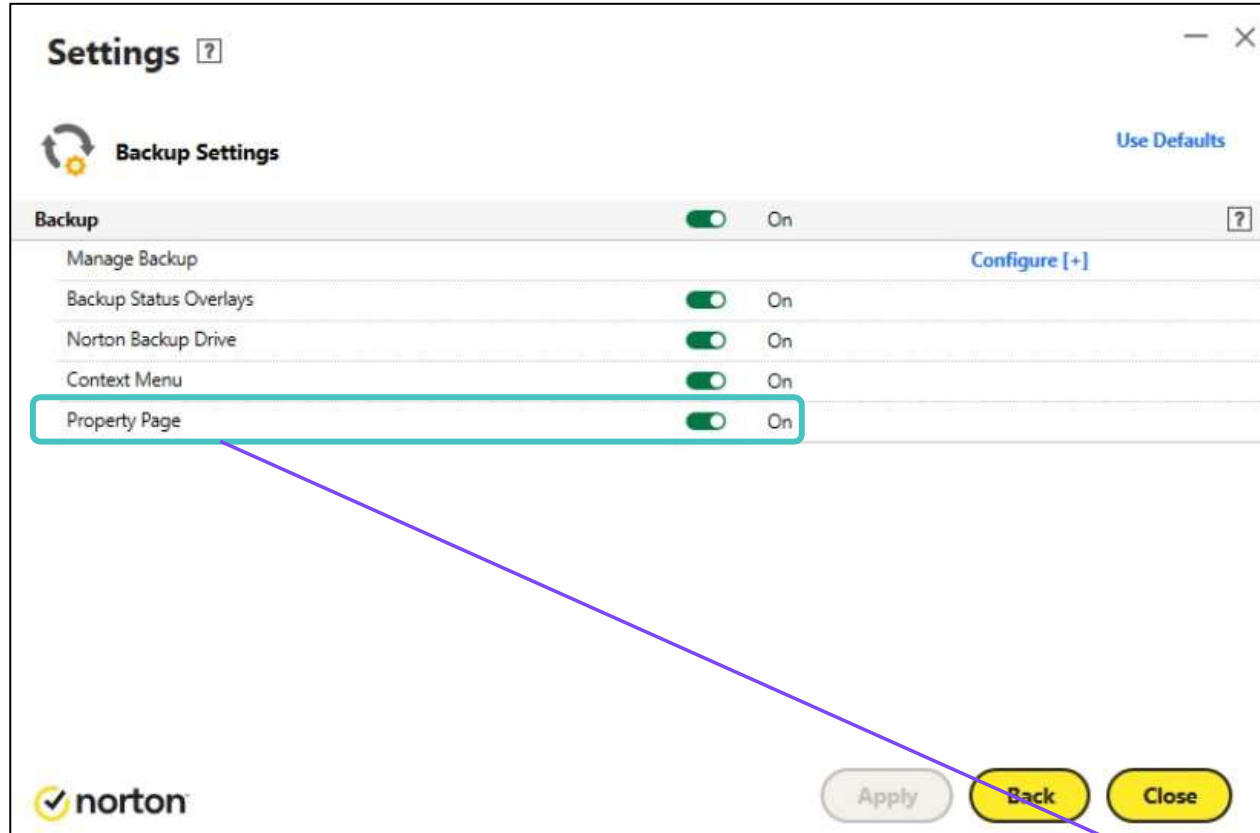 Settings ?
Backup Settings
Use Defaults
Backup On ?
Manage Backup Configure [+]
Backup Status Overlays On
Norton Backup Drive On
Context Menu On
Property Page On
norton Apply Back Close